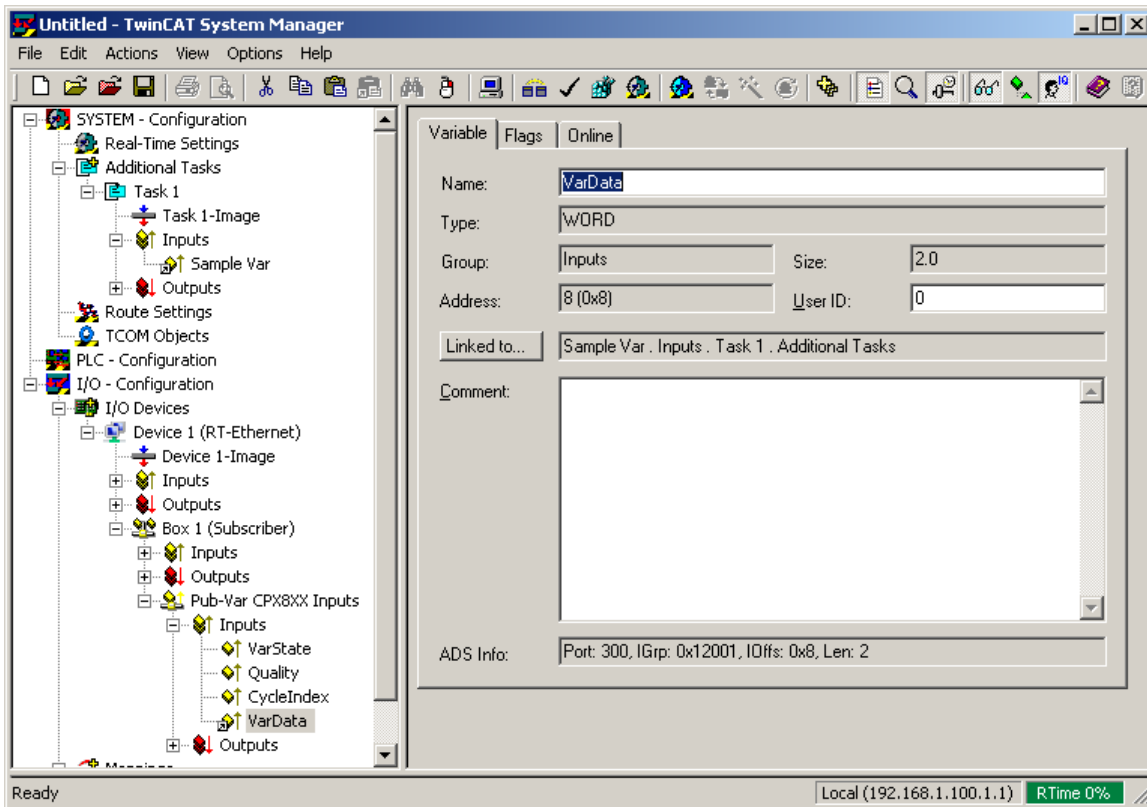 Untitled - TwinCAT System Manager
File Edit Actions View Options Help
SYSTEM - Configuration
Real-Time Settings
Additional Tasks
Task 1
Task 1-Image
Inputs
Sample Var
Outputs
Route Settings
TCOM Objects
PLC - Configuration
I/O - Configuration
I/O Devices
Device 1 (RT-Ethernet)
Device 1-Image
Inputs
Outputs
Box 1 (Subscriber)
Inputs
Outputs
Pub-Var CPX8XX Inputs
Inputs
VarState
Quality
CycleIndex
VarData
Outputs
Variable Flags Online
Name: VarData
Type: WORD
Group: Inputs Size: 2.0
Address: 8 (0x8) User ID: 0
Linked to... Sample Var . Inputs . Task 1 . Additional Tasks
Comment:
ADS Info: Port: 300, IGrp: 0x12001, IOffs: 0x8, Len: 2
Ready Local (192.168.1.100.1.1) RTime 0%